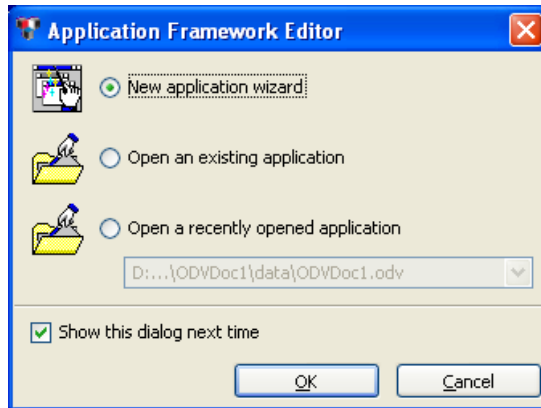 Application Framework Editor
New application wizard
Open an existing application
Open a recently opened application
D:...\ODVDoc1\data\ODVDoc1.odv
Show this dialog next time
OK Cancel